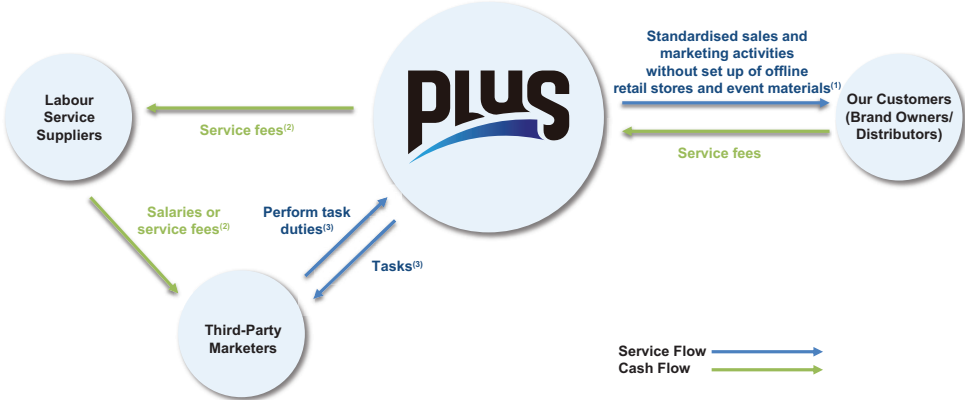 Standardised sales and
marketing activities
without set up of offline
retail stores and event materials(1)
Labour
Service
Suppliers
PLUS
Our Customers
(Brand Owners/
Distributors)
Service fees(2)
Service fees
Salaries or
service fees(2)
Perform task
duties(3)
Tasks(3)
Third-Party
Marketers
Service Flow
Cash Flow